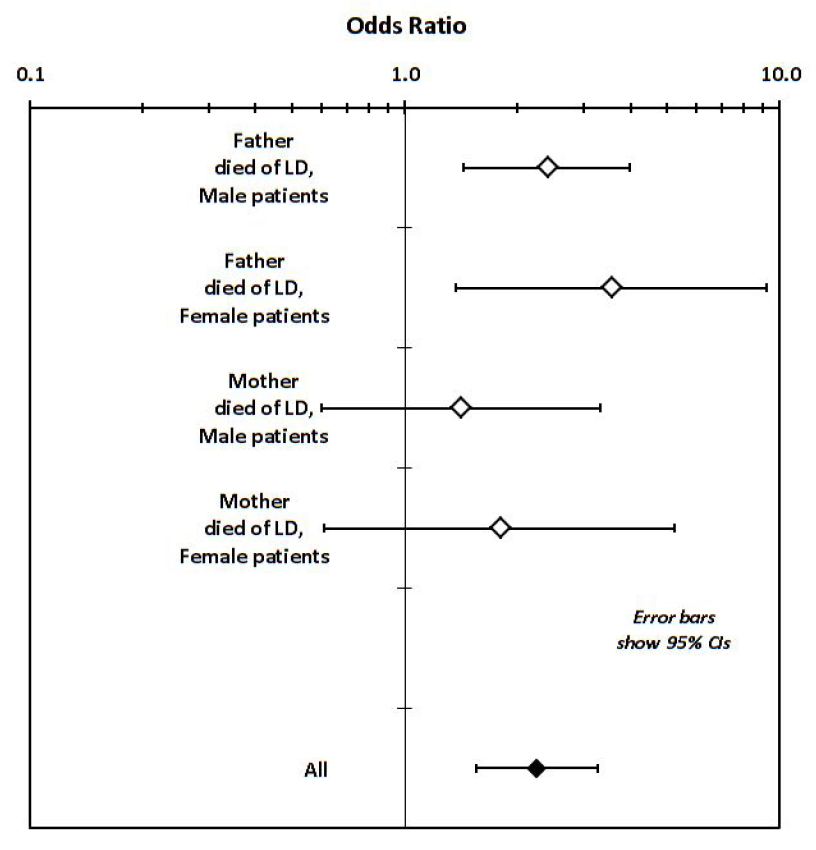 Odds Ratio
0.1 1.0 10.0
Father
died of LD,
Male patients
Father
died of LD,
Female patients
Mother
died of LD,
Male patients
Mother
died of LD,
Female patients
Error bars
show 95% CIs
All